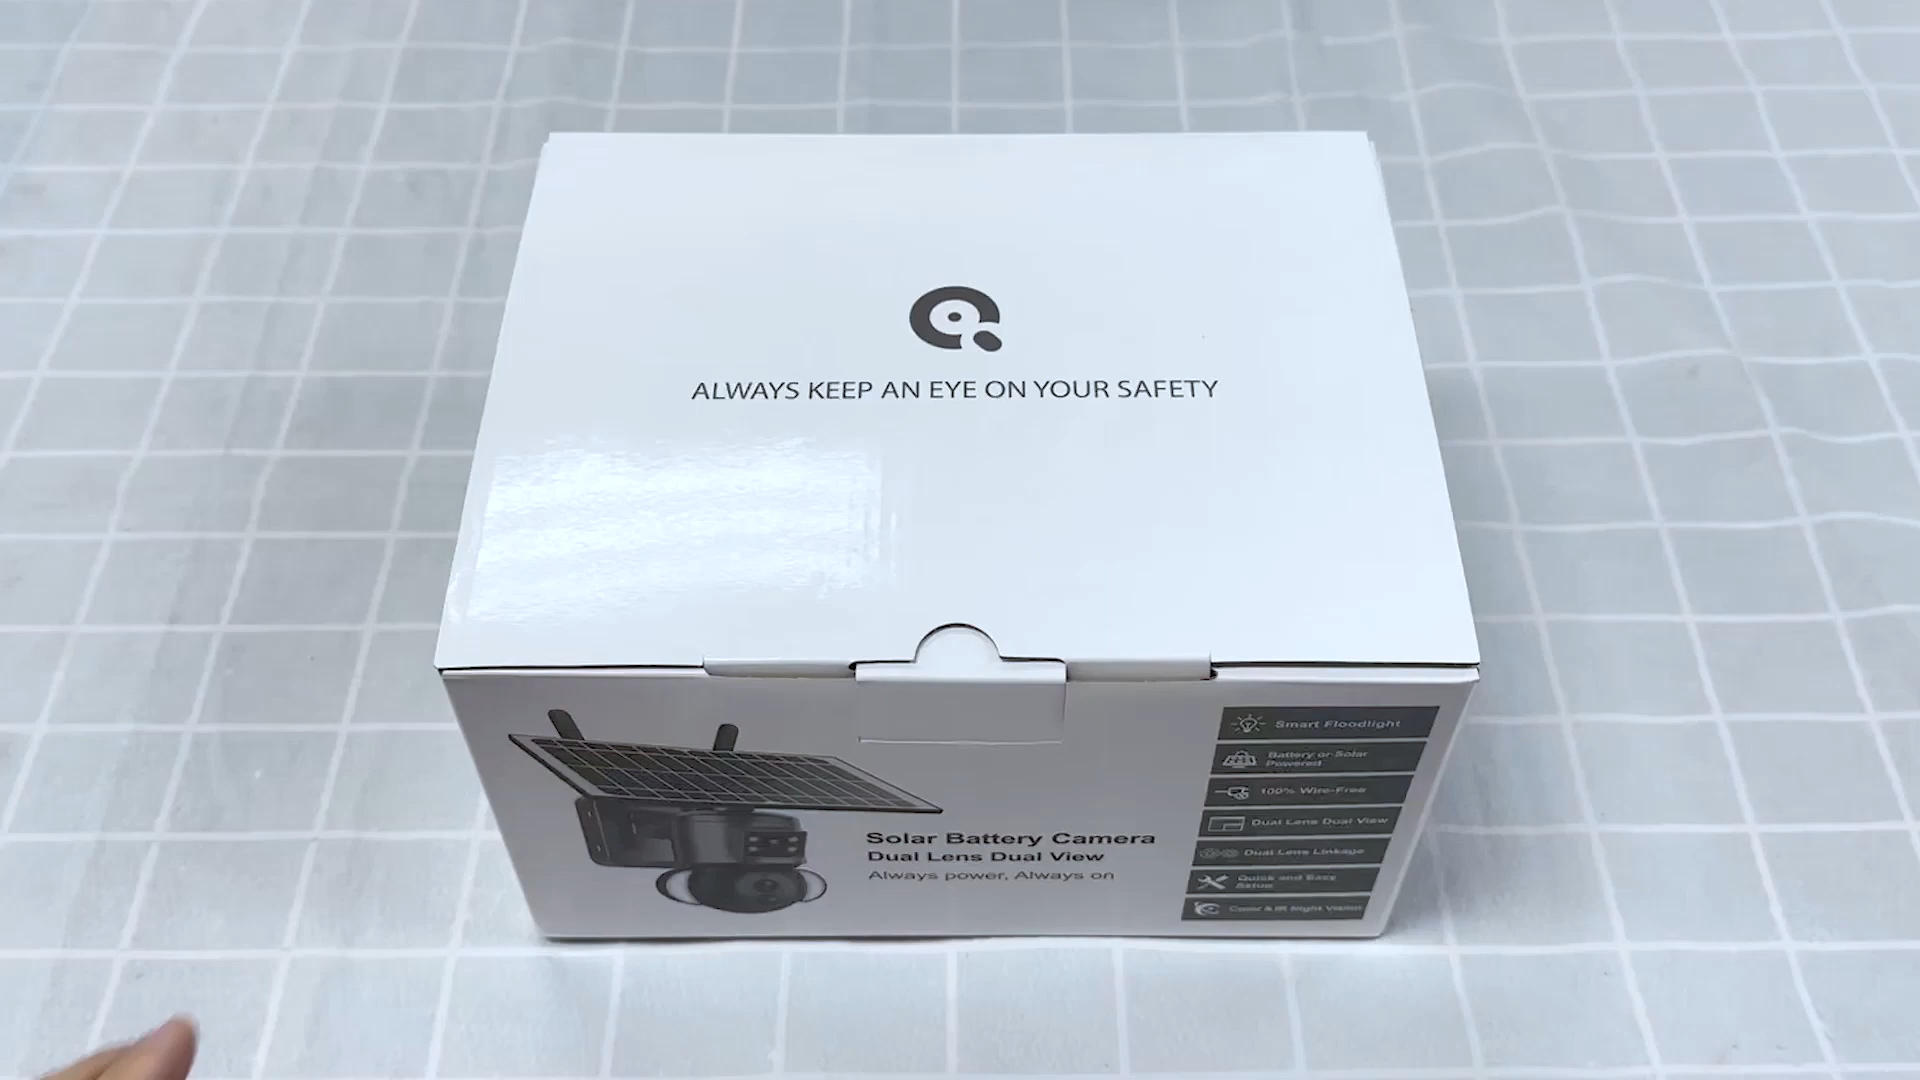 ALWAYS KEEP AN EYE ON YOUR SAFETY
Solar Battery Camera
Dual Lens Dual View
Always power, Always on
Smart Floodlight
Battery or Solar
Powered
100% Wire-Free
Dual Lens Dual View
Dual Lens Linkage
Quick and Easy
Setup
Color & IR Night Vision